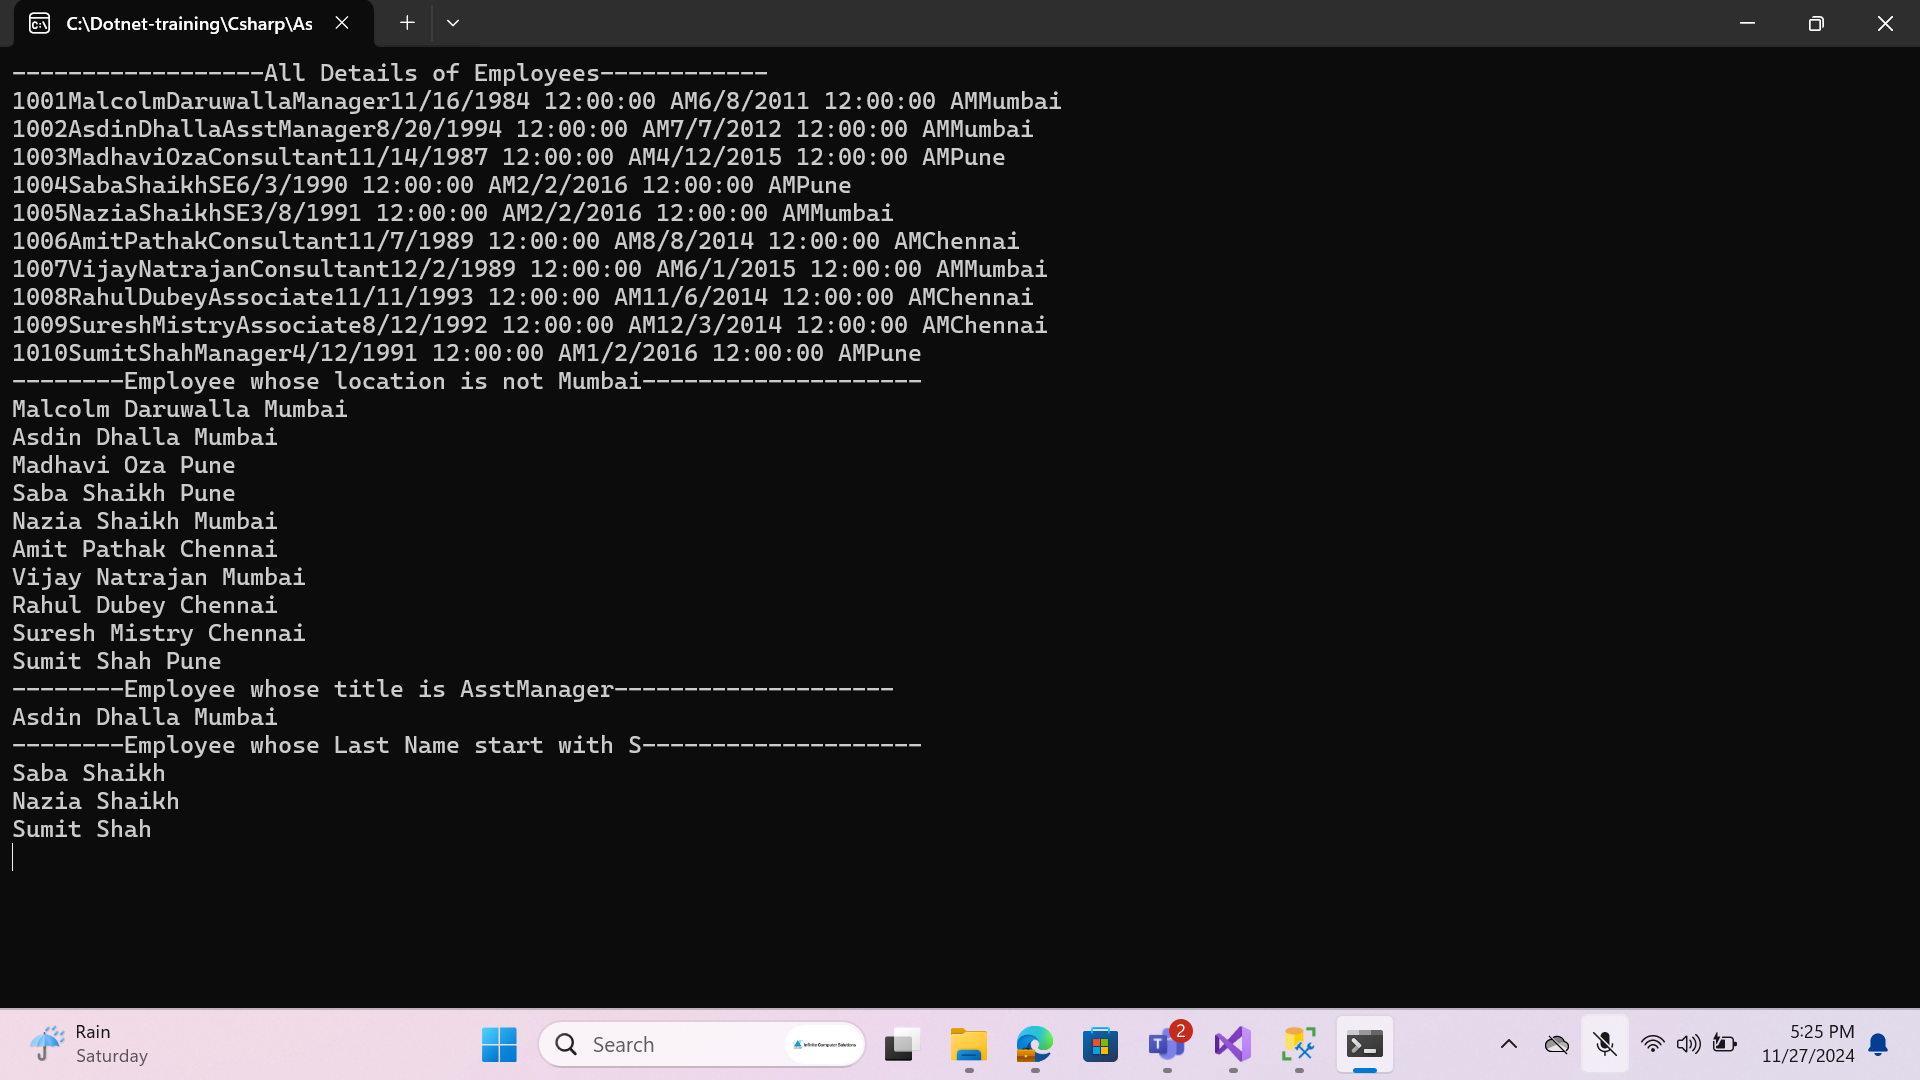 C:\Dotnet-training\Csharp\As
------------------All Details of Employees------------
1001MalcolmDaruwallaManager11/16/1984 12:00:00 AM6/8/2011 12:00:00 AMMumbai
1002AsdinDhallaAsstManager8/20/1994 12:00:00 AM7/7/2012 12:00:00 AMMumbai
1003MadhaviOzaConsultant11/14/1987 12:00:00 AM4/12/2015 12:00:00 AMPune
1004SabaShaikhSE6/3/1990 12:00:00 AM2/2/2016 12:00:00 AMPune
1005NaziaShaikhSE3/8/1991 12:00:00 AM2/2/2016 12:00:00 AMMumbai
1006AmitPathakConsultant11/7/1989 12:00:00 AM8/8/2014 12:00:00 AMChennai
1007VijayNatrajanConsultant12/2/1989 12:00:00 AM6/1/2015 12:00:00 AMMumbai
1008RahulDubeyAssociate11/11/1993 12:00:00 AM11/6/2014 12:00:00 AMChennai
1009SureshMistryAssociate8/12/1992 12:00:00 AM12/3/2014 12:00:00 AMChennai
1010SumitShahManager4/12/1991 12:00:00 AM1/2/2016 12:00:00 AMPune
--------Employee whose location is not Mumbai--------------------
Malcolm Daruwalla Mumbai
Asdin Dhalla Mumbai
Madhavi Oza Pune
Saba Shaikh Pune
Nazia Shaikh Mumbai
Amit Pathak Chennai
Vijay Natrajan Mumbai
Rahul Dubey Chennai
Suresh Mistry Chennai
Sumit Shah Pune
--------Employee whose title is AsstManager--------------------
Asdin Dhalla Mumbai
--------Employee whose Last Name start with S--------------------
Saba Shaikh
Nazia Shaikh
Sumit Shah
Rain
Saturday
Search
Infinite Computer Solutions
2
5:25 PM
11/27/2024